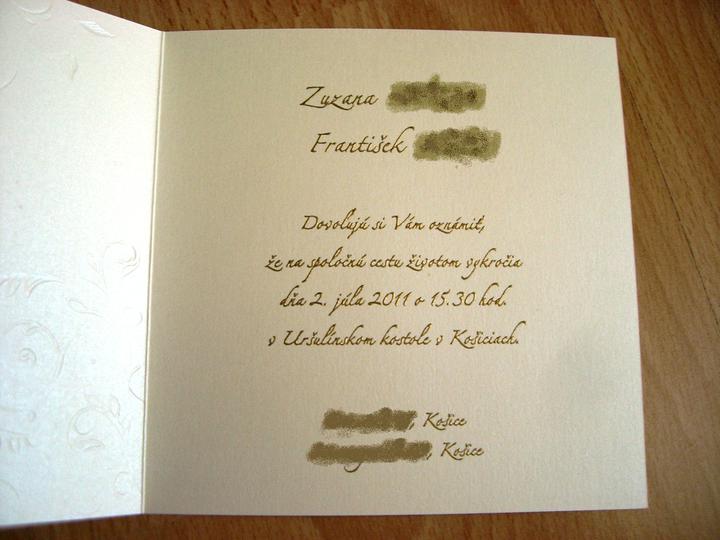 Zuzana
František
Dovoľujú si Vám oznámiť,
že na spoločnú cestu životom vykročia
dňa 2. júla 2011 o 15.30 hod.
v Uršulínskom kostole v Košiciach.
, Košice
, Košice